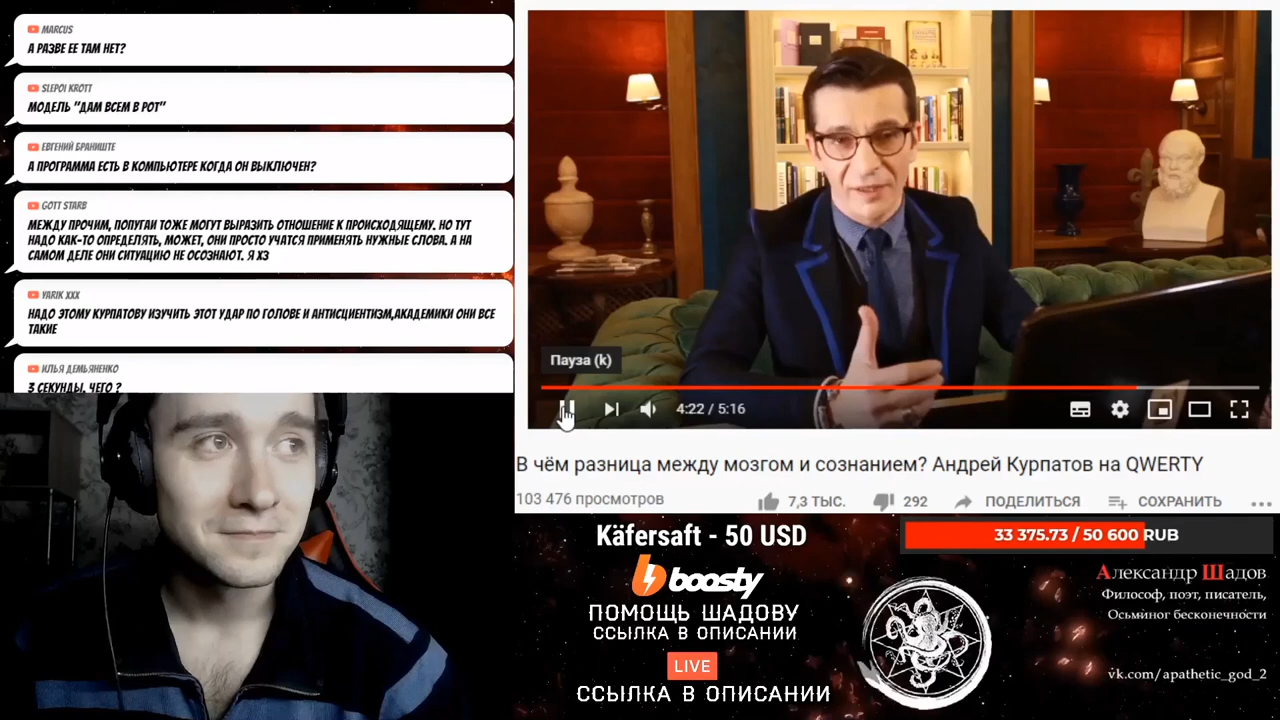 MARCUS
А РАЗВЕ ЕЕ ТАМ НЕТ?
SLEPOI KROTT
МОДЕЛЬ "ДАМ ВСЕМ В РОТ"
ЕВГЕНИЙ БРАНИШТЕ
А ПРОГРАММА ЕСТЬ В КОМПЬЮТЕРЕ КОГДА ОН ВЫКЛЮЧЕН?
GOTT STARB
МЕЖДУ ПРОЧИМ, ПОПУГАИ ТОЖЕ МОГУТ ВЫРАЗИТЬ ОТНОШЕНИЕ К ПРОИСХОДЯЩЕМУ. НО ТУТ
НАДО КАК-ТО ОПРЕДЕЛЯТЬ, МОЖЕТ, ОНИ ПРОСТО УЧАТСЯ ПРИМЕНЯТЬ НУЖНЫЕ СЛОВА. А НА
САМОМ ДЕЛЕ ОНИ СИТУАЦИЮ НЕ ОСОЗНАЮТ. Я ХЗ
YARIK XXX
НАДО ЭТОМУ КУРПАТОВУ ИЗУЧИТЬ ЭТОТ УДАР ПО ГОЛОВЕ И АНТИСЦИЕНТИЗМ,АКАДЕМИКИ ОНИ ВСЕ
ТАКИЕ
ИЛЬЯ ДЕМЬЯНЕНКО
3 СЕКУНДЫ, ЧЕГО ?
Пауза (k)
4:22 / 5:16
В чём разница между мозгом и сознанием? Андрей Курпатов на QWERTY
103 476 просмотров
7,3 ТЫС.
292
ПОДЕЛИТЬСЯ
СОХРАНИТЬ
Käfersaft - 50 USD
boosty
ПОМОЩЬ ШАДОВУ
ССЫЛКА В ОПИСАНИИ
LIVE
ССЫЛКА В ОПИСАНИИ
33 375.73 / 50 600 RUB
Александр Шадов
Философ, поэт, писатель,
Осьминог бесконечности
vk.com/apathetic_god_2